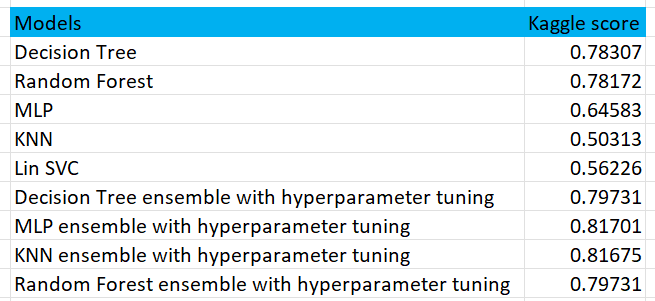 Models Kaggle score
Decision Tree 0.78307
Random Forest 0.78172
MLP 0.64583
KNN 0.50313
Lin SVC 0.56226
Decision Tree ensemble with hyperparameter tuning 0.79731
MLP ensemble with hyperparameter tuning 0.81701
KNN ensemble with hyperparameter tuning 0.81675
Random Forest ensemble with hyperparameter tuning 0.79731